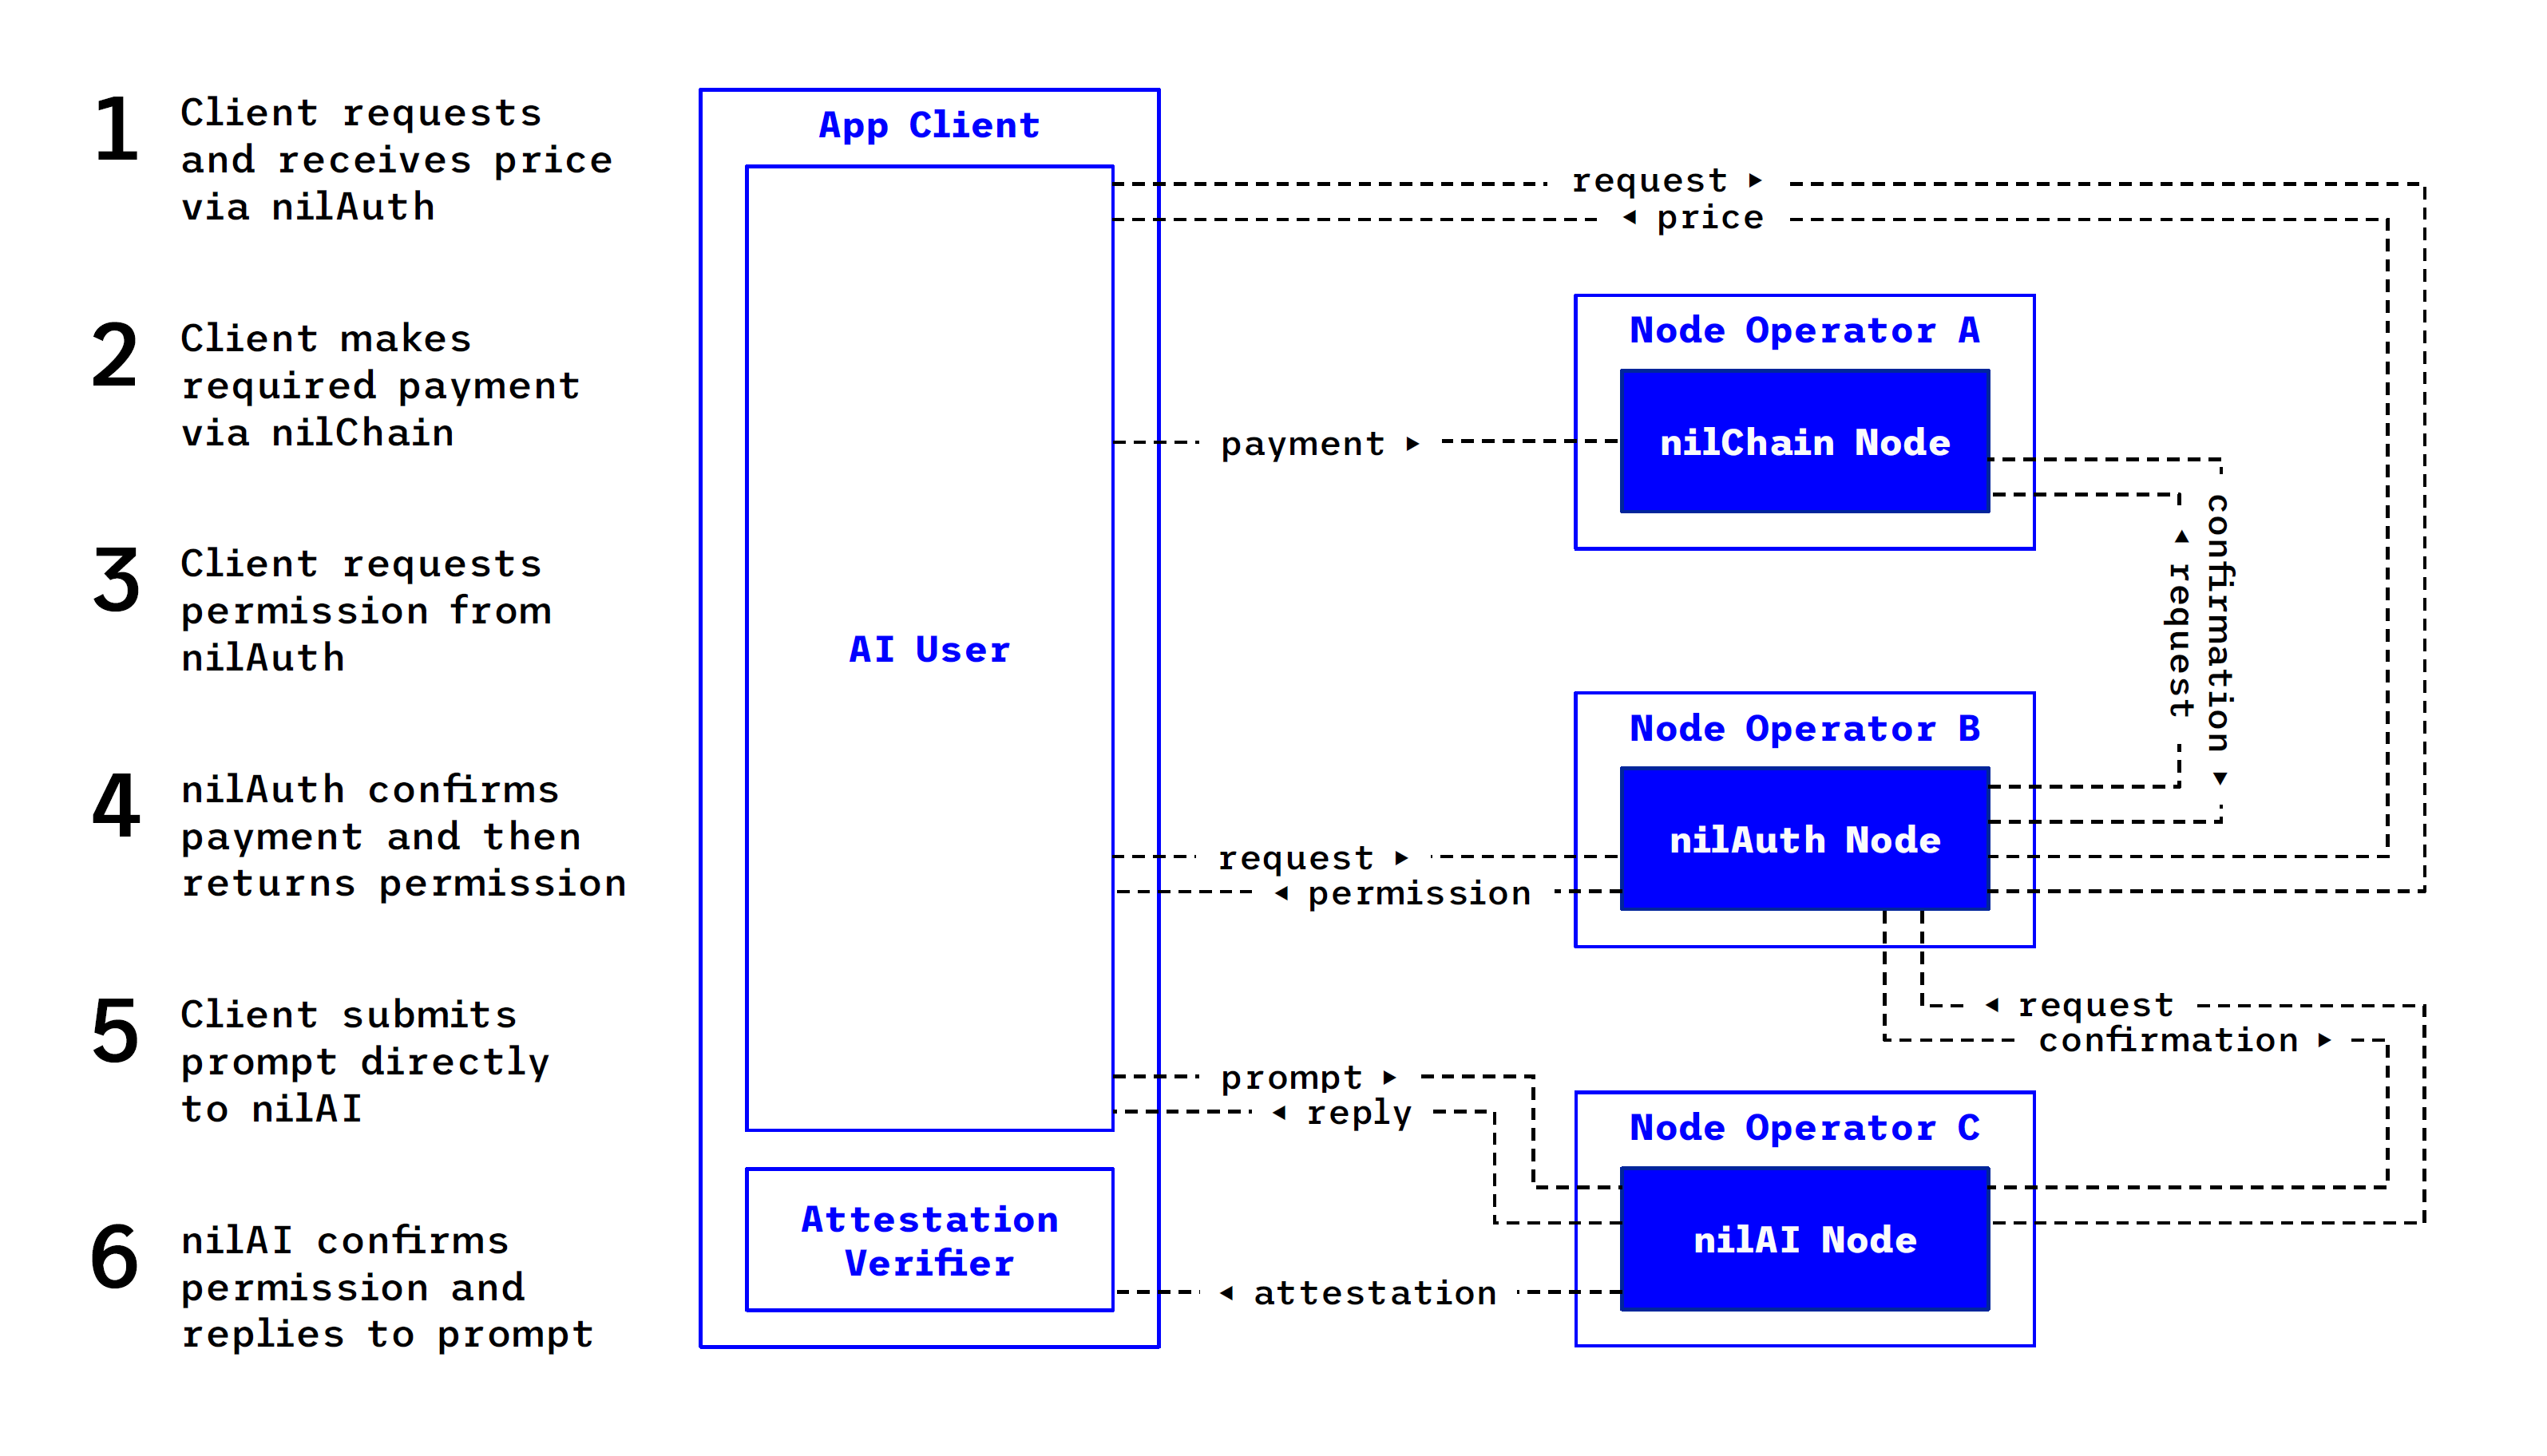 1
Client requests
and receives price
via nilAuth
2
Client makes
required payment
via nilChain
3
Client requests
permission from
nilAuth
4
nilAuth confirms
payment and then
returns permission
5
Client submits
prompt directly
to nilAI
6
nilAI confirms
permission and
replies to prompt
App Client
AI User
Attestation
Verifier
request ►
◄ price
payment ►
Node Operator A
nilChain Node
◄ request
confirmation ►
Node Operator B
nilAuth Node
request ►
◄ permission
◄ request
confirmation ►
prompt ►
◄ reply
Node Operator C
nilAI Node
◄ attestation